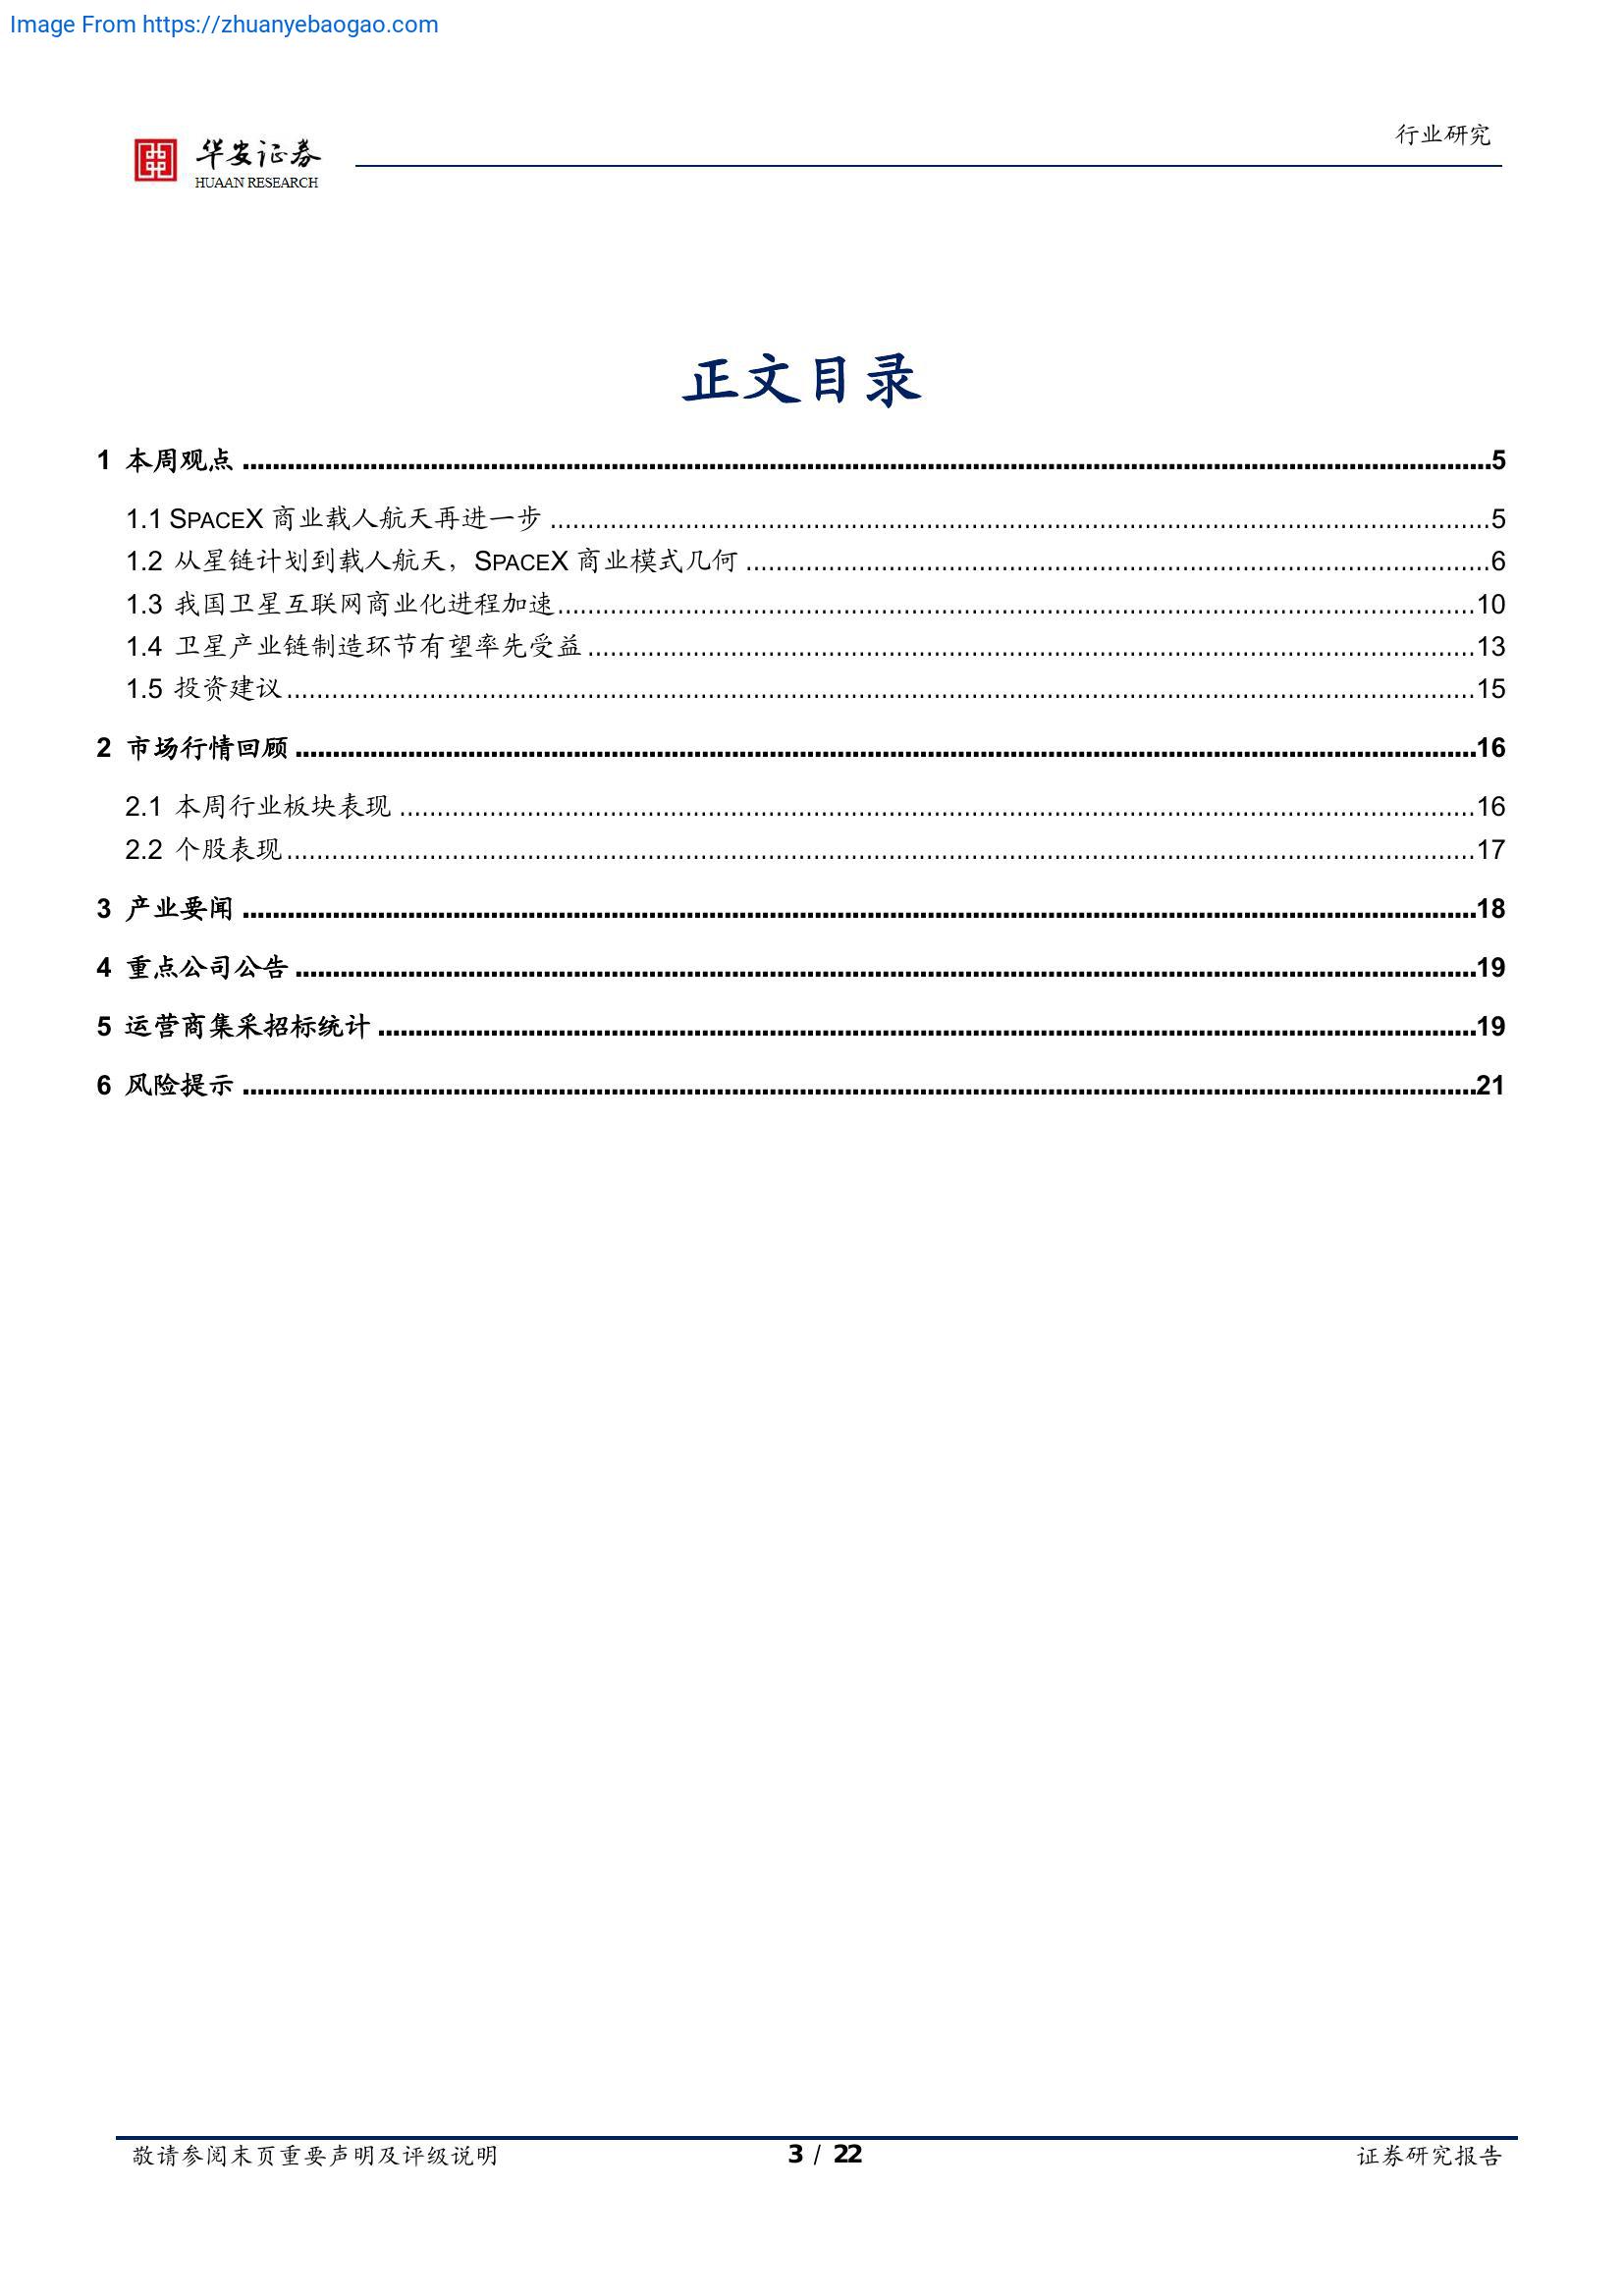 Image From https://zhuanyebaogao.com
行业研究
华安证券
HUAAN RESEARCH
正文目录
1 本周观点 ........................................ 5
1.1 SPACEX 商业载人航天再进一步 ........................................ 5
1.2 从星链计划到载人航天，SPACEX 商业模式几何 ........................................ 6
1.3 我国卫星互联网商业化进程加速 ........................................ 10
1.4 卫星产业链制造环节有望率先受益 ........................................ 13
1.5 投资建议 ........................................ 15
2 市场行情回顾 ........................................ 16
2.1 本周行业板块表现 ........................................ 16
2.2 个股表现 ........................................ 17
3 产业要闻 ........................................ 18
4 重点公司公告 ........................................ 19
5 运营商集采招标统计 ........................................ 19
6 风险提示 ........................................ 21
敬请参阅末页重要声明及评级说明 3 / 22 证券研究报告